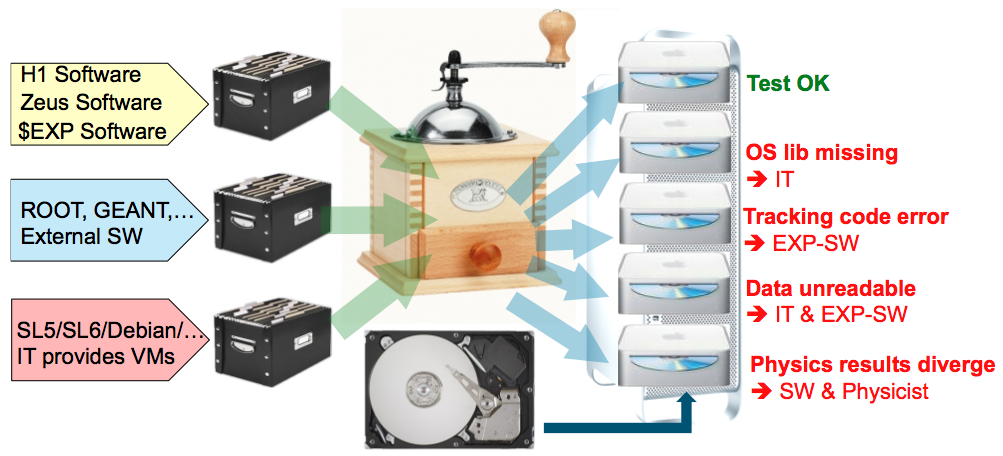 H1 Software
Zeus Software
$EXP Software
ROOT, GEANT,…
External SW
SL5/SL6/Debian/…
IT provides VMs
Test OK
OS lib missing
➔ IT
Tracking code error
➔ EXP-SW
Data unreadable
➔ IT & EXP-SW
Physics results diverge
➔ SW & Physicist